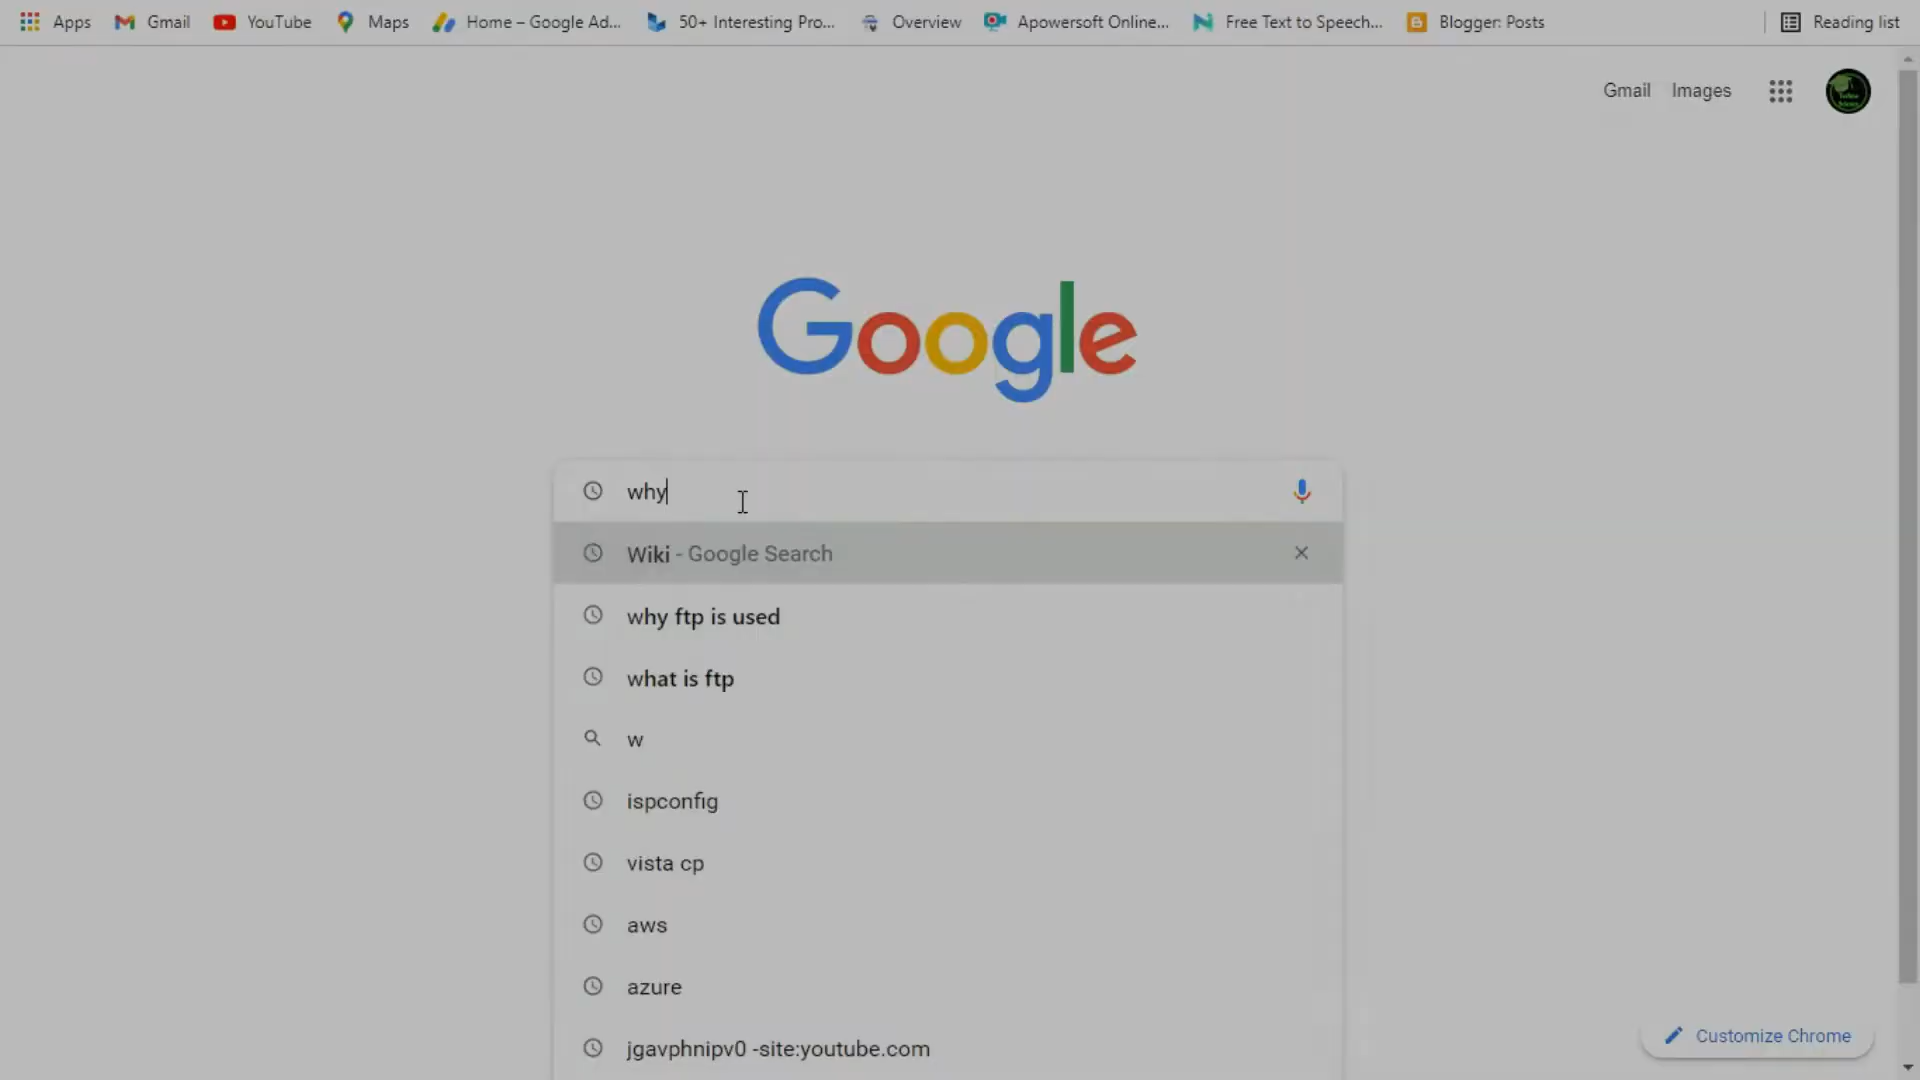 Apps Gmail YouTube Maps Home – Google Ad... 50+ Interesting Pro... Overview Apowersoft Online... Free Text to Speech... Blogger: Posts Reading list
Gmail Images
Google
why
Wiki - Google Search
why ftp is used
what is ftp
w
ispconfig
vista cp
aws
azure
jgavphnipv0 -site:youtube.com
Customize Chrome